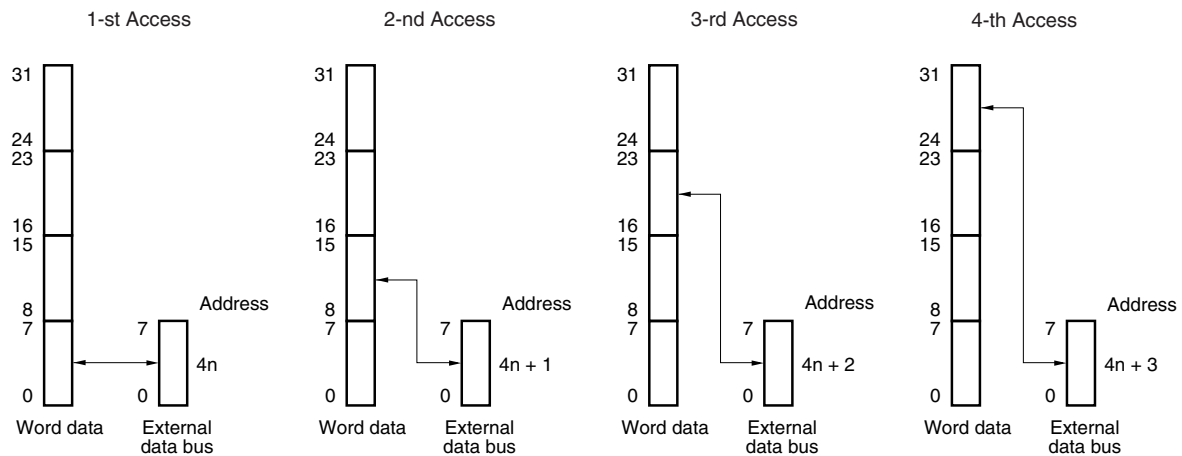 1-st Access
31
24
23
16
15
8
7
0
Word data
7
0
External
data bus
Address
4n
2-nd Access
31
24
23
16
15
8
7
0
Word data
7
0
External
data bus
Address
4n + 1
3-rd Access
31
24
23
16
15
8
7
0
Word data
7
0
External
data bus
Address
4n + 2
4-th Access
31
24
23
16
15
8
7
0
Word data
7
0
External
data bus
Address
4n + 3